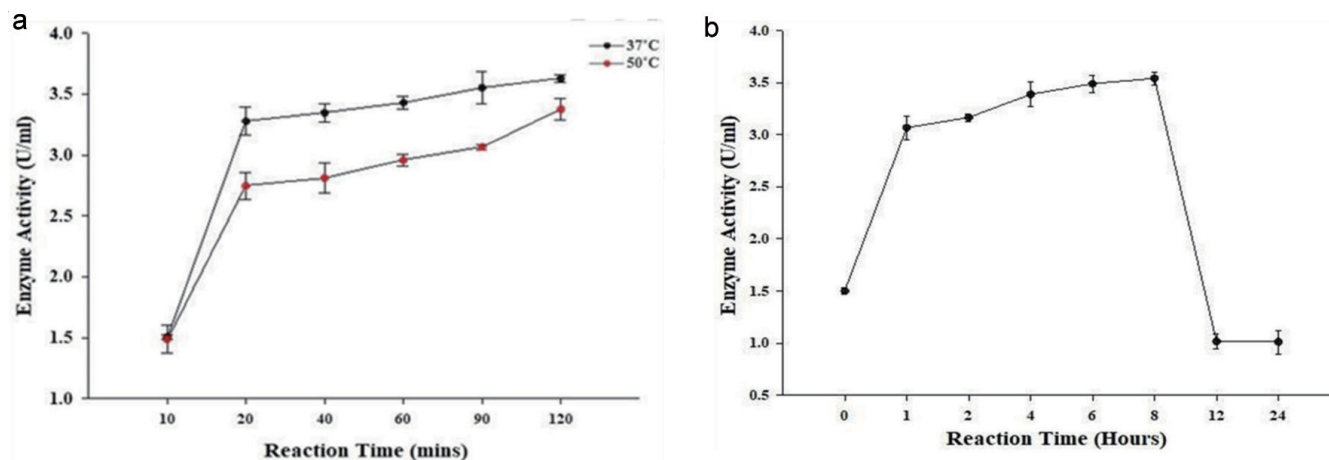 a
4.0
37°C
50°C
3.5
3.0
2.5
2.0
1.5
1.0
Enzyme Activity (U/ml)
10 20 40 60 90 120
Reaction Time (mins)
b
4.0
3.5
3.0
2.5
2.0
1.5
1.0
0.5
Enzyme Activity (U/ml)
0 1 2 4 6 8 12 24
Reaction Time (Hours)